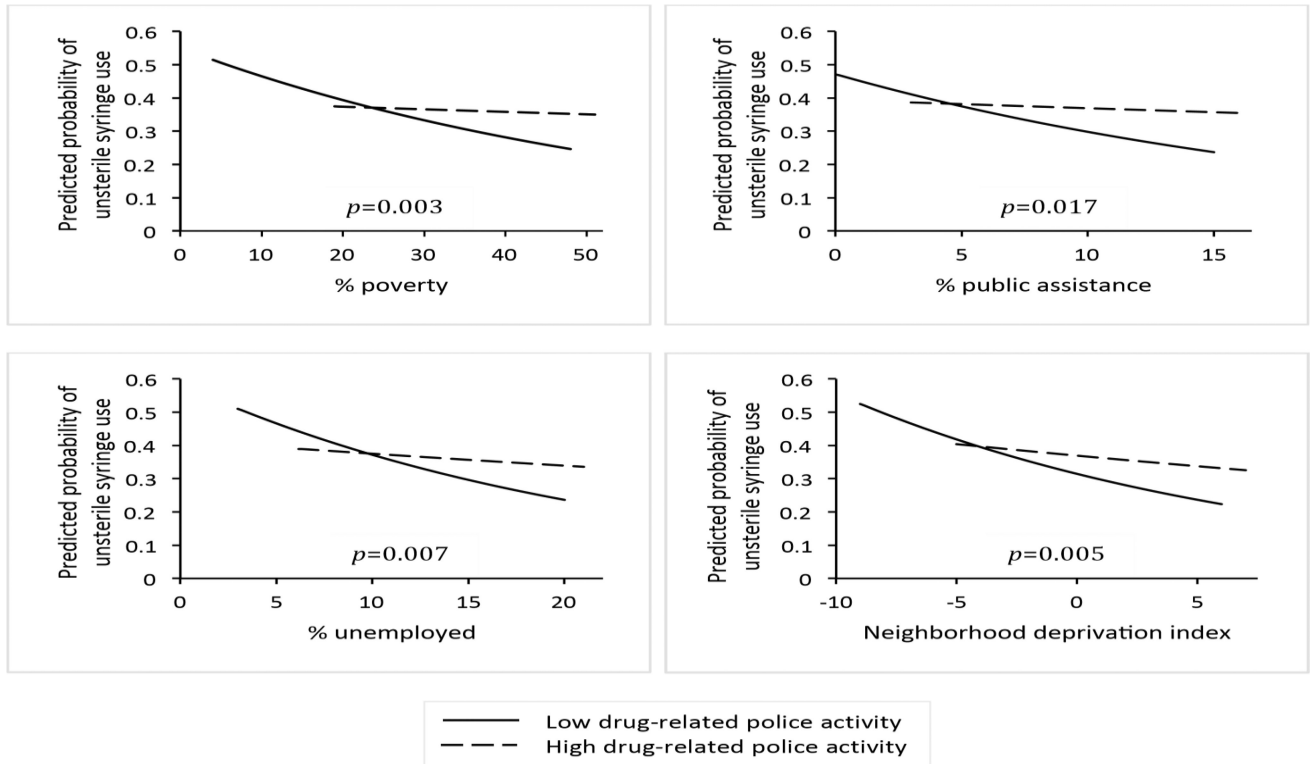 Predicted probability of
unsterile syringe use
0.6
0.5
0.4
0.3
0.2
0.1
0
p=0.003
0 10 20 30 40 50
% poverty
Predicted probability of
unsterile syringe use
0.6
0.5
0.4
0.3
0.2
0.1
0
p=0.017
0 5 10 15
% public assistance
Predicted probability of
unsterile syringe use
0.6
0.5
0.4
0.3
0.2
0.1
0
p=0.007
0 5 10 15 20
% unemployed
Predicted probability of
unsterile syringe use
0.6
0.5
0.4
0.3
0.2
0.1
0
p=0.005
-10 -5 0 5
Neighborhood deprivation index
Low drug-related police activity
High drug-related police activity